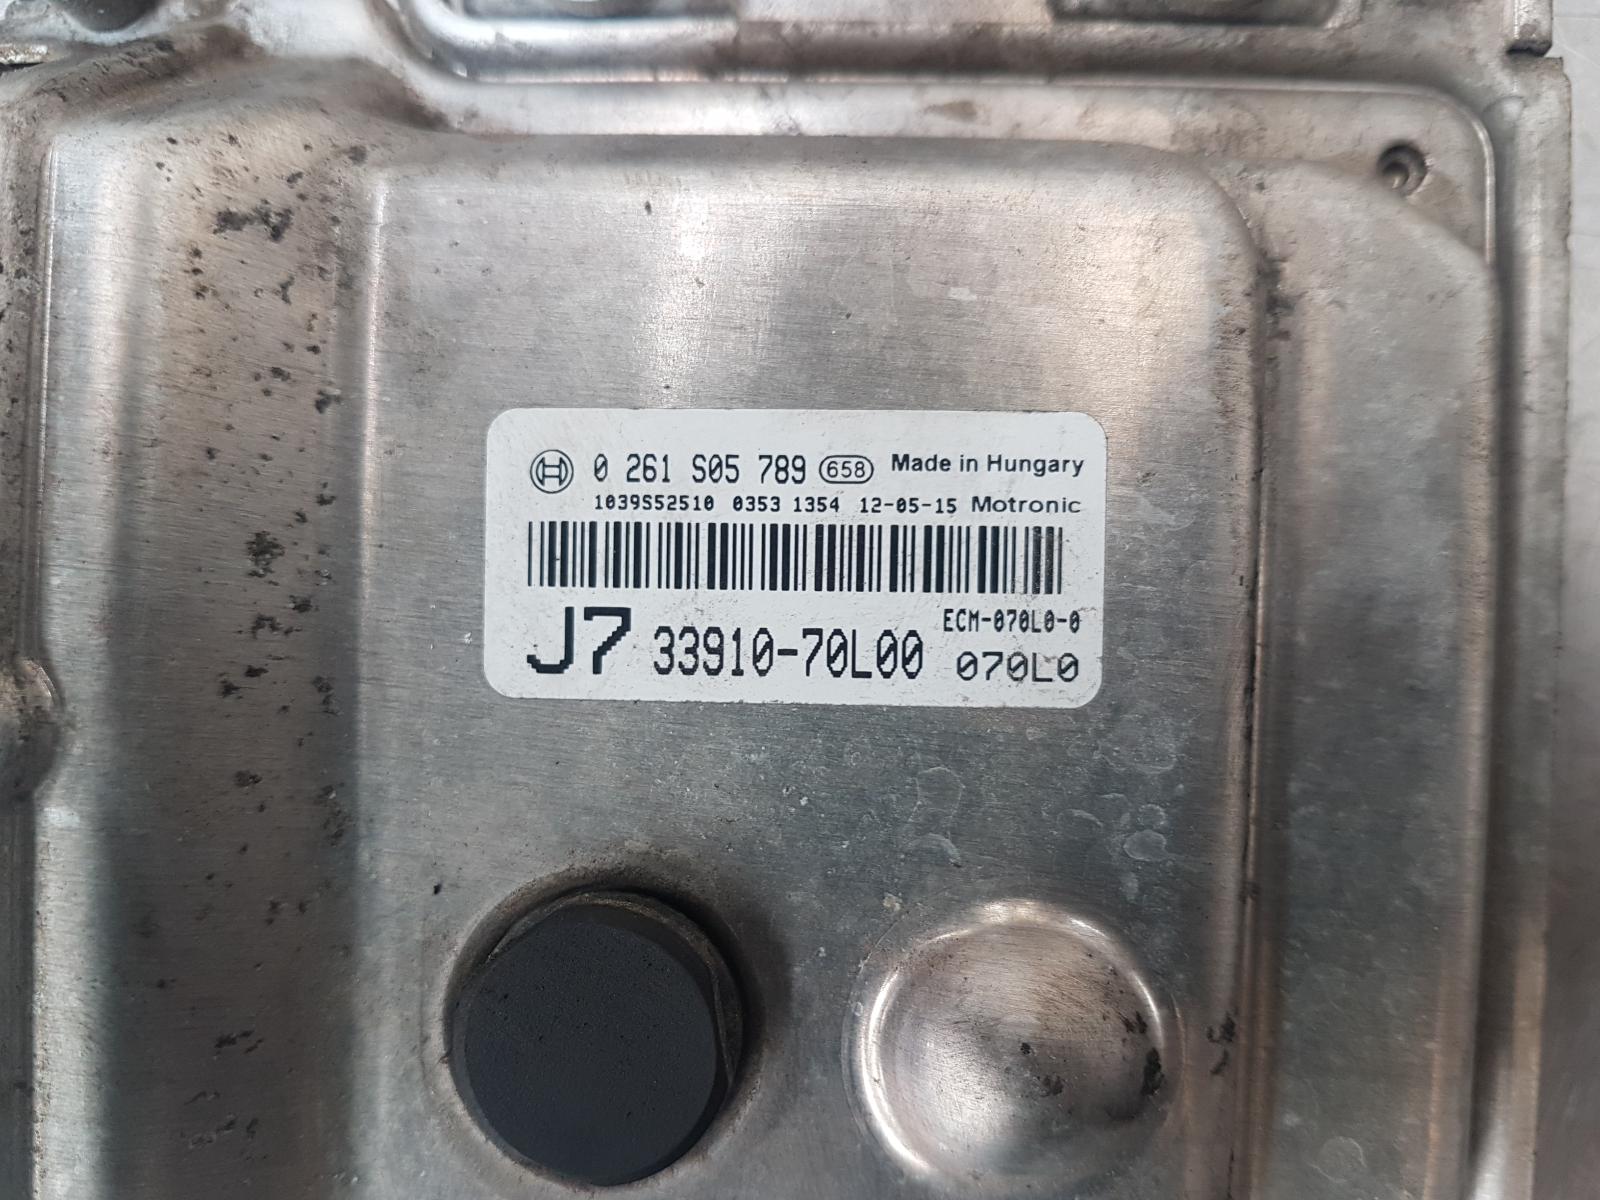 0 261 S05 789 658 Made in Hungary
1039S52510 0353 1354 12-05-15 Motronic
ECM-070L0-0
J7 33910-70L00 070L0